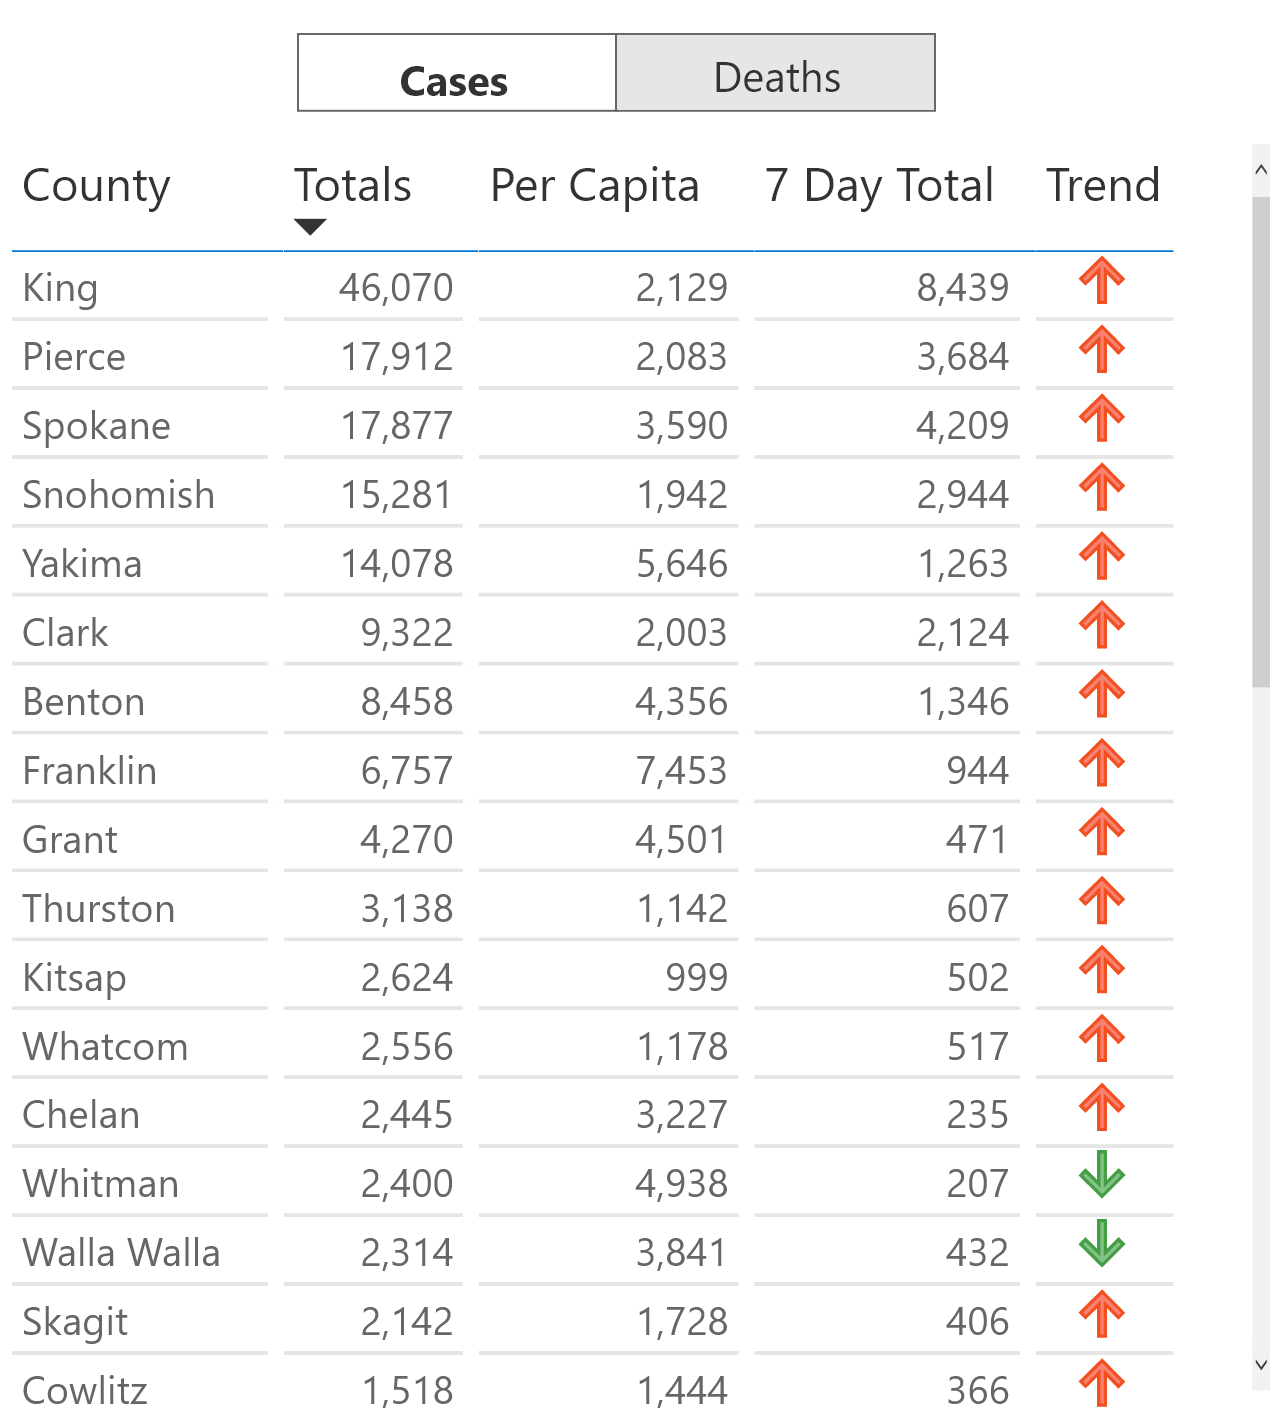 Cases Deaths
County Totals Per Capita 7 Day Total Trend
King 46,070 2,129 8,439
Pierce 17,912 2,083 3,684
Spokane 17,877 3,590 4,209
Snohomish 15,281 1,942 2,944
Yakima 14,078 5,646 1,263
Clark 9,322 2,003 2,124
Benton 8,458 4,356 1,346
Franklin 6,757 7,453 944
Grant 4,270 4,501 471
Thurston 3,138 1,142 607
Kitsap 2,624 999 502
Whatcom 2,556 1,178 517
Chelan 2,445 3,227 235
Whitman 2,400 4,938 207
Walla Walla 2,314 3,841 432
Skagit 2,142 1,728 406
Cowlitz 1,518 1,444 366